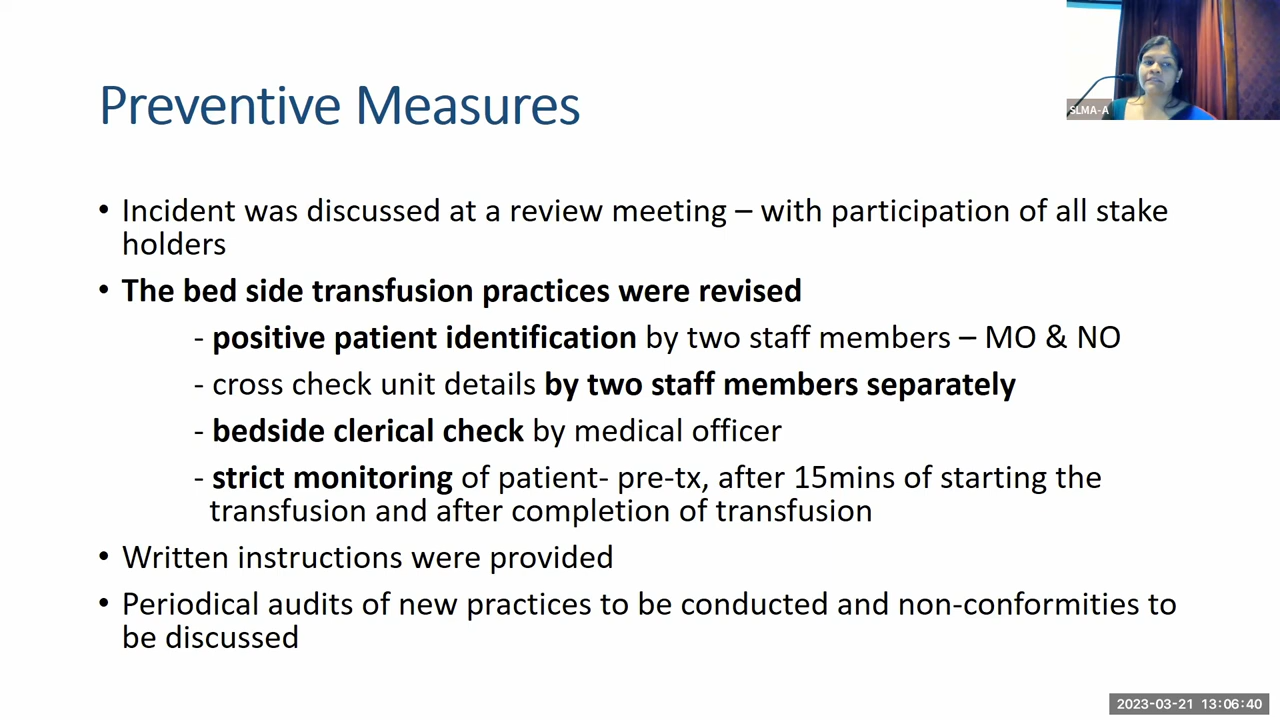 Preventive Measures
SLMA-A
• Incident was discussed at a review meeting – with participation of all stake
holders
• The bed side transfusion practices were revised
- positive patient identification by two staff members – MO & NO
- cross check unit details by two staff members separately
- bedside clerical check by medical officer
- strict monitoring of patient- pre-tx, after 15mins of starting the
transfusion and after completion of transfusion
• Written instructions were provided
• Periodical audits of new practices to be conducted and non-conformities to
be discussed
2023-03-21 13:06:40